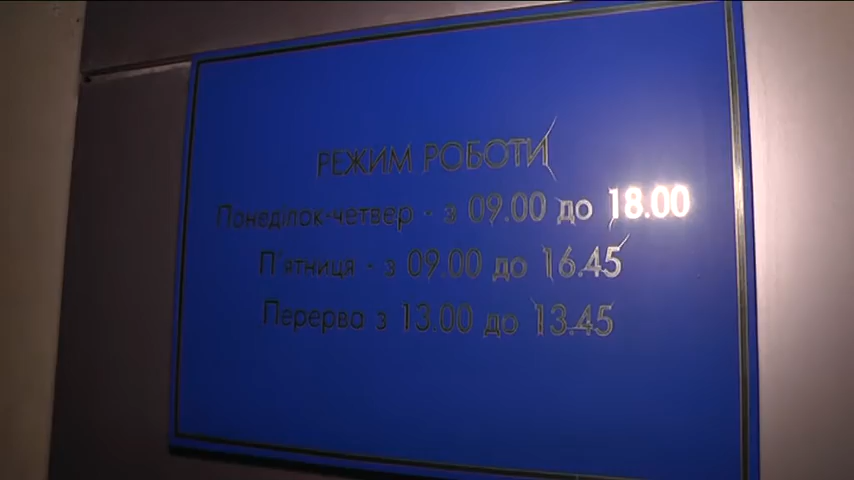 РЕЖИМ РОБОТИ
Понеділок-четвер - з 09.00 до 18.00
П'ятниця - з 09.00 до 16.45
Перерва з 13.00 до 13.45